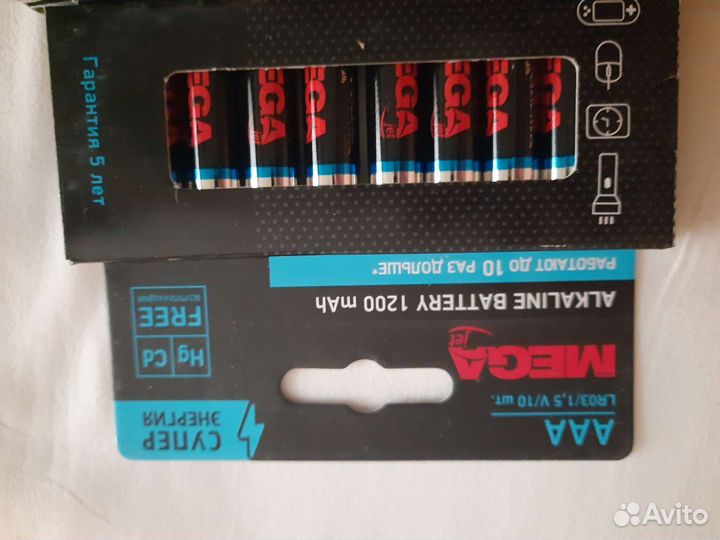 Гарантия 5 лет
MEGA
MEGA
MEGA
MEGA
MEGA
MEGA
AAA
LR03/1,5 V/10 шт.
СУПЕР
ЭНЕРГИЯ
MEGA
jet
Hg Cd
FREE
ALKALINE BATTERY 1200 mAh
РАБОТАЮТ ДО 10 РАЗ ДОЛЬШЕ*
Avito